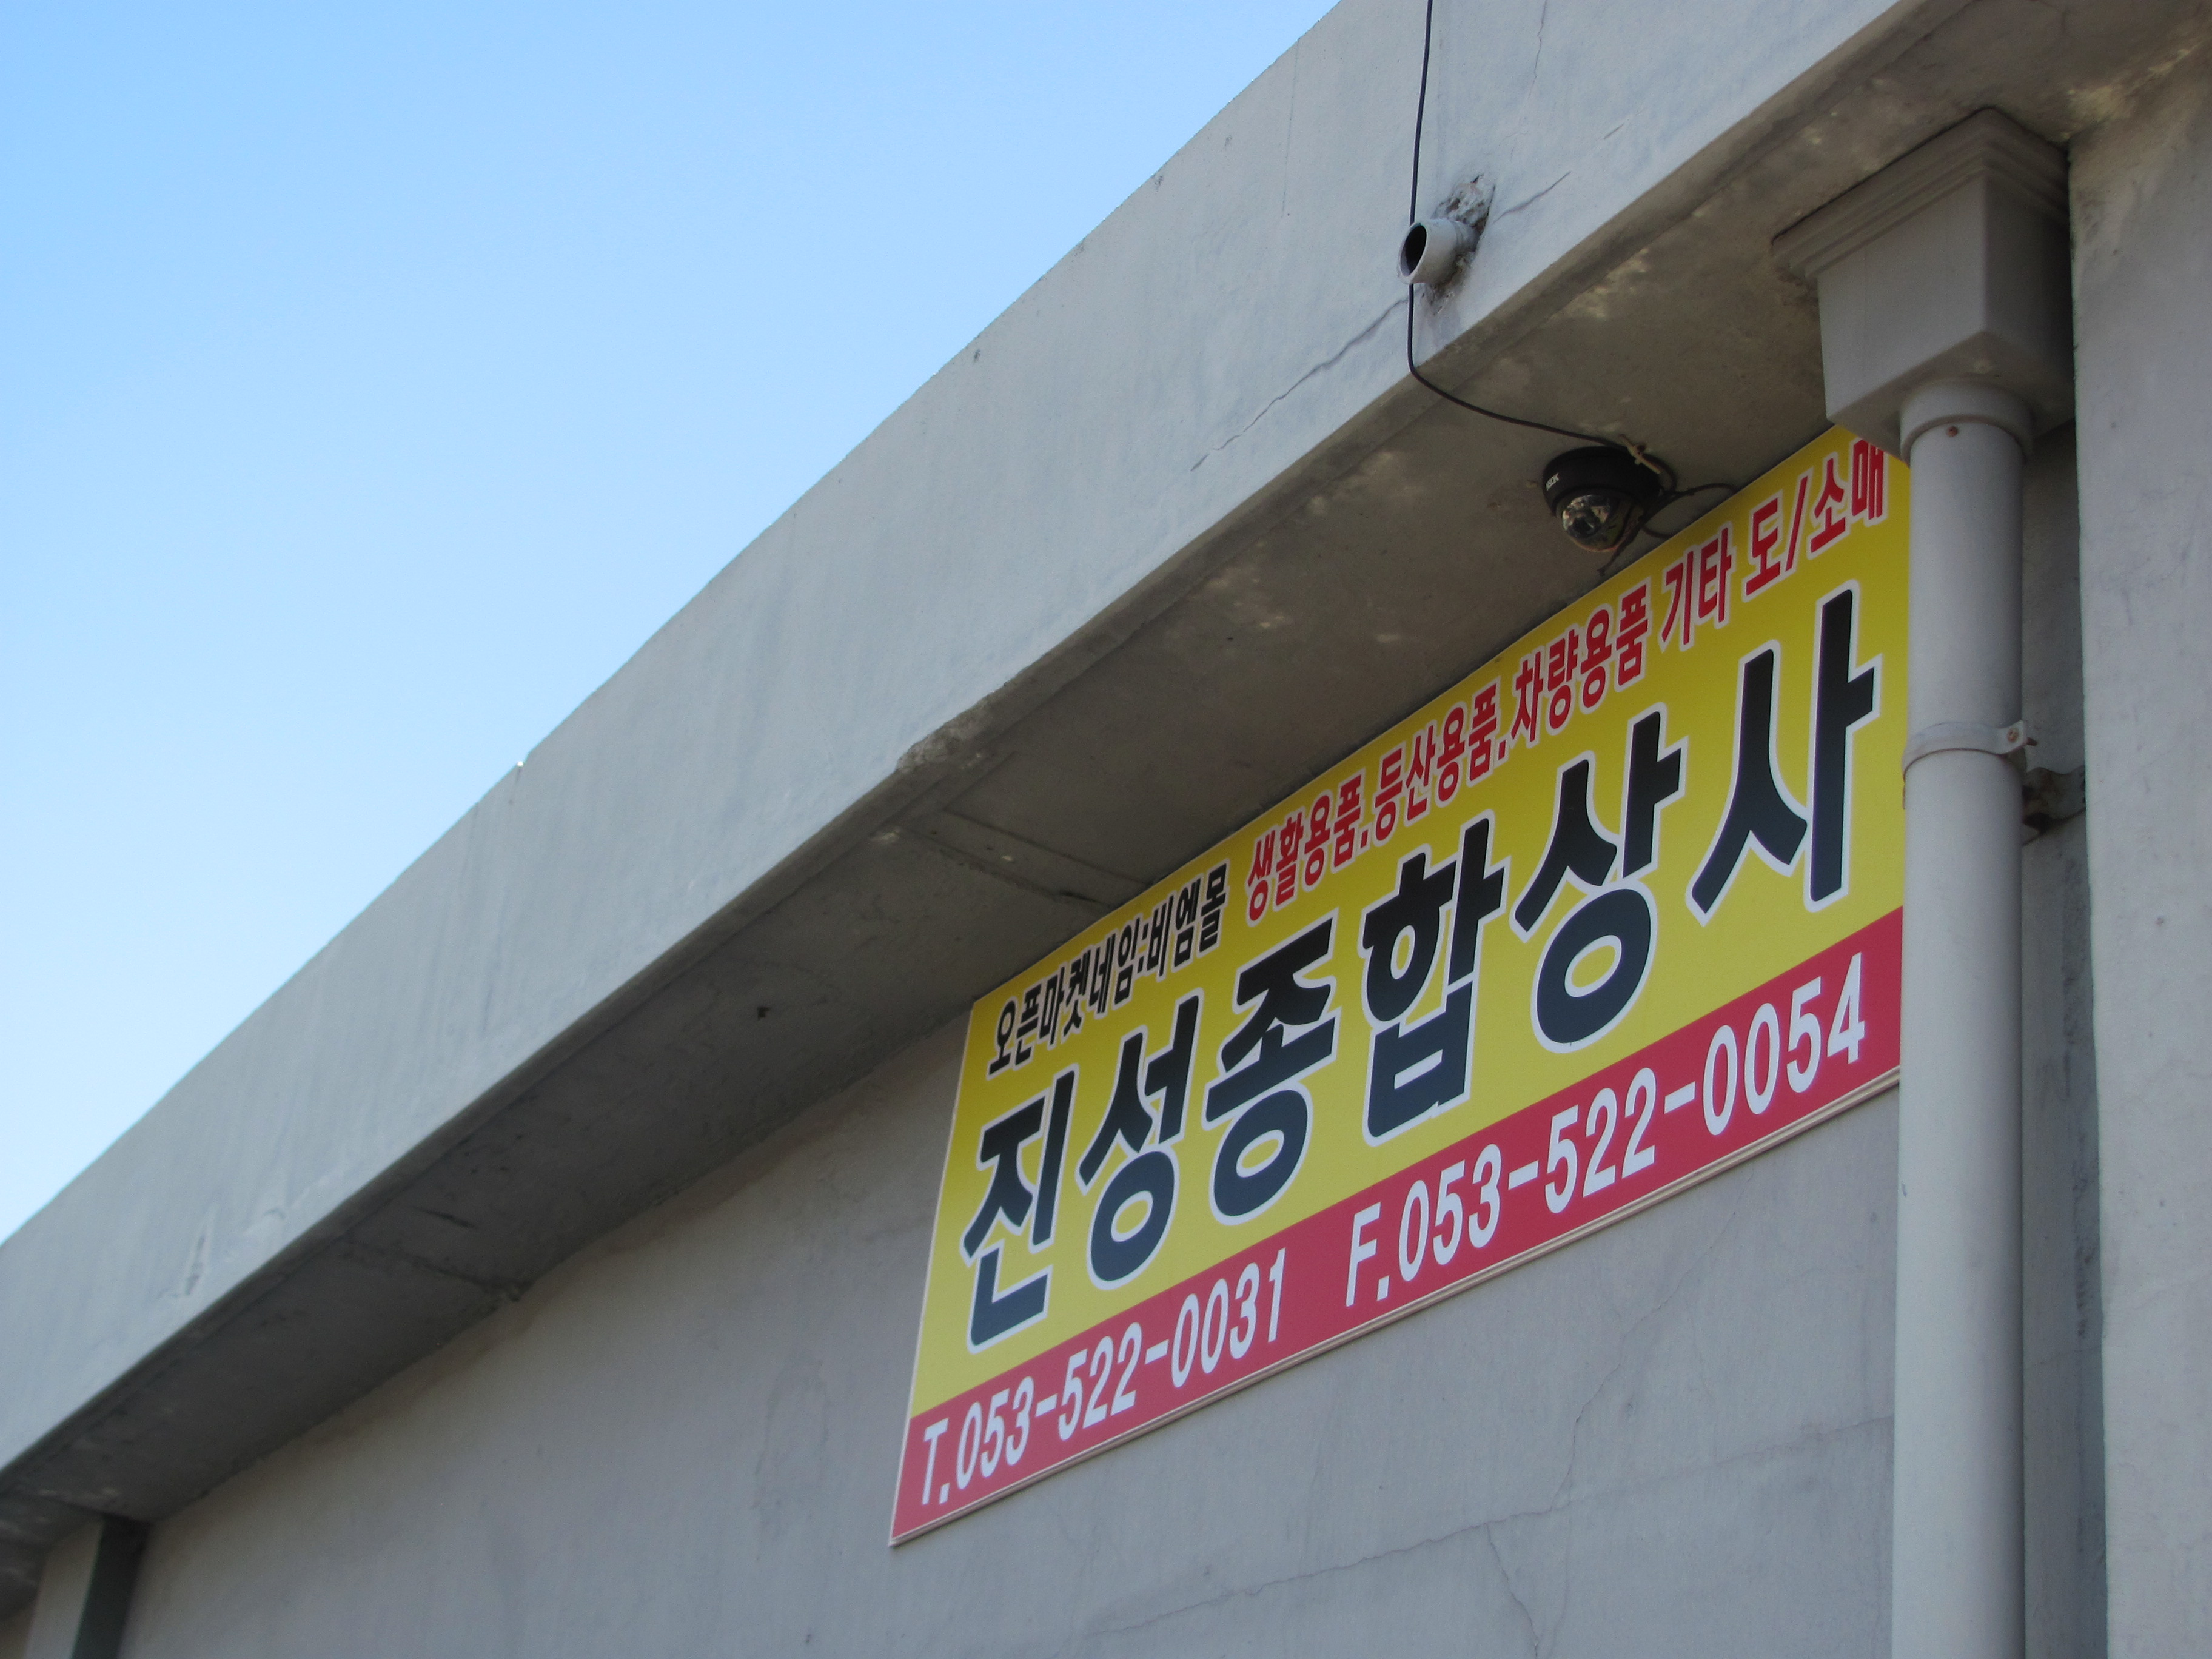 오픈마켓네임:비엠몰 생활용품.등산용품.차량용품 기타 도/소매
진성종합상사
T.053-522-0031 F.053-522-0054